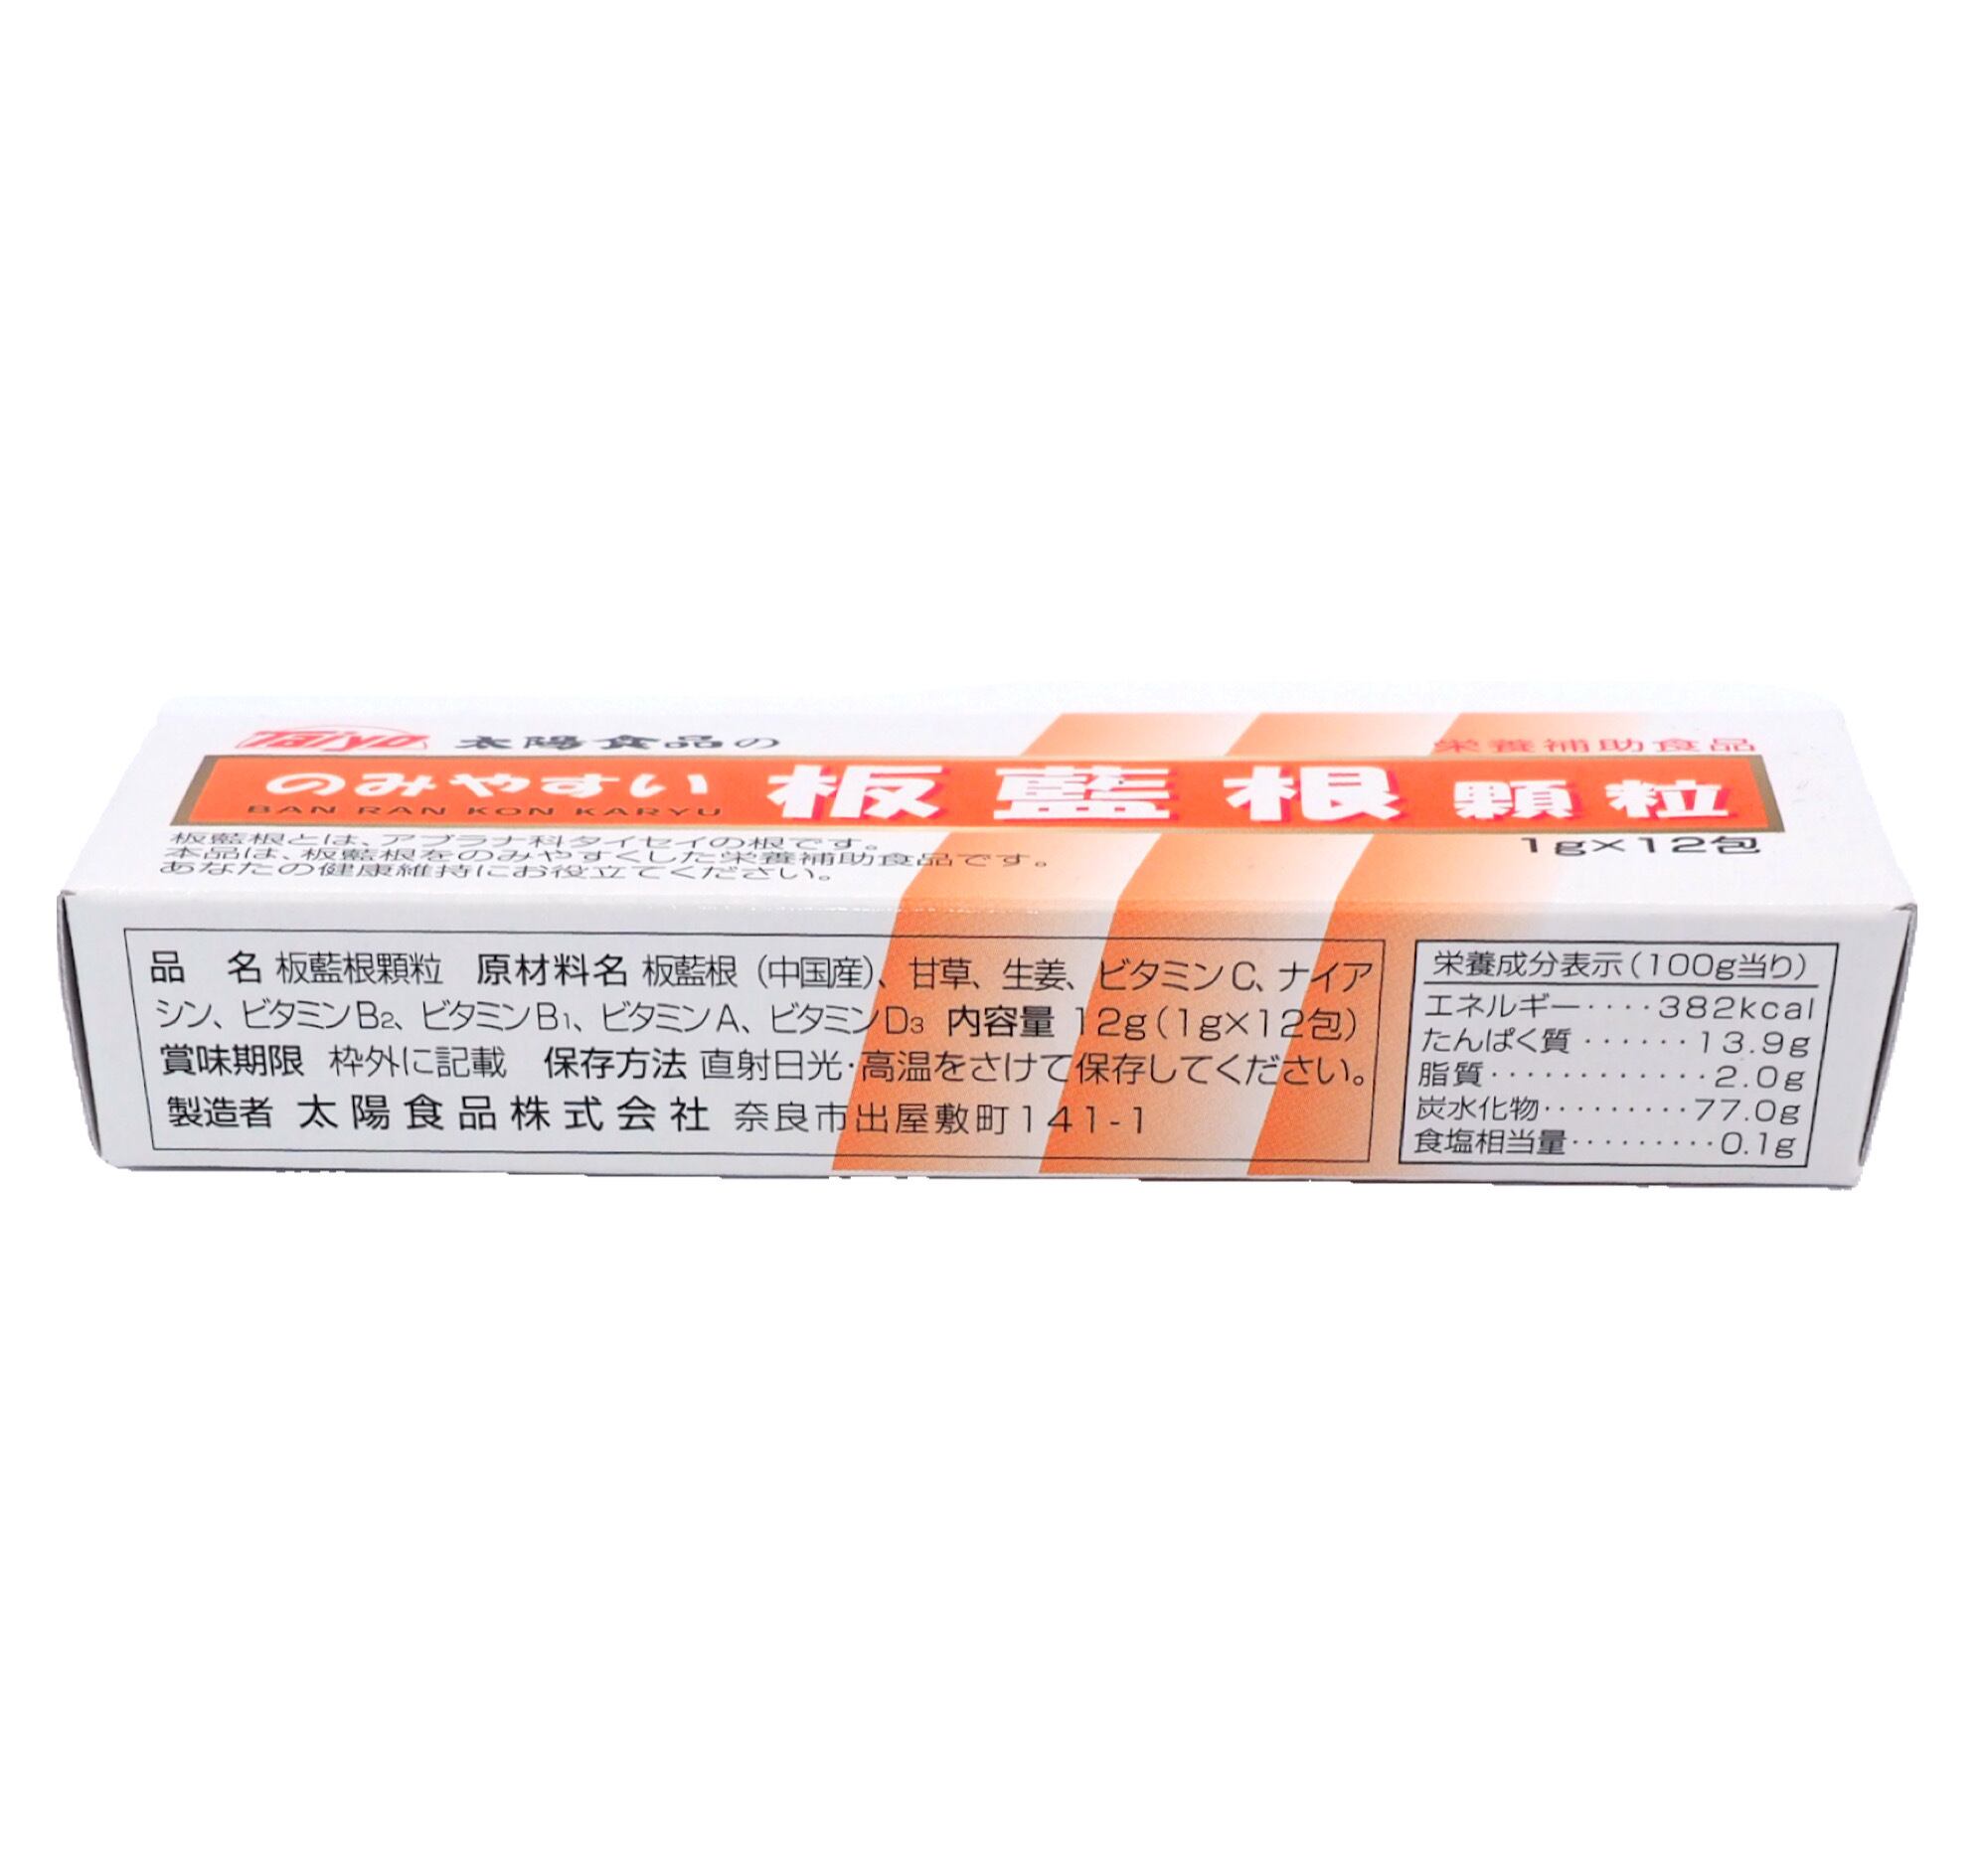 Taiyo 太陽食品の
栄養補助食品
のみやすい 板藍根 顆粒
BAN RAN KON KARYU
1g×12包
板藍根とは、アブラナ科タイセイの根です。
本品は、板藍根をのみやすくした栄養補助食品です。
あなたの健康維持にお役立てください。
品 名 板藍根顆粒 原材料名 板藍根（中国産）、甘草、生姜、ビタミンC、ナイア
シン、ビタミンB2、ビタミンB1、ビタミンA、ビタミンD3 内容量 12g（1g×12包）
賞味期限 枠外に記載 保存方法 直射日光・高温をさけて保存してください。
製造者 太陽食品株式会社 奈良市出屋敷町141-1
栄養成分表示（100g当り）
エネルギー････382kcal
たんぱく質･･････13.9g
脂質････････････2.0g
炭水化物･････････77.0g
食塩相当量･････････0.1g